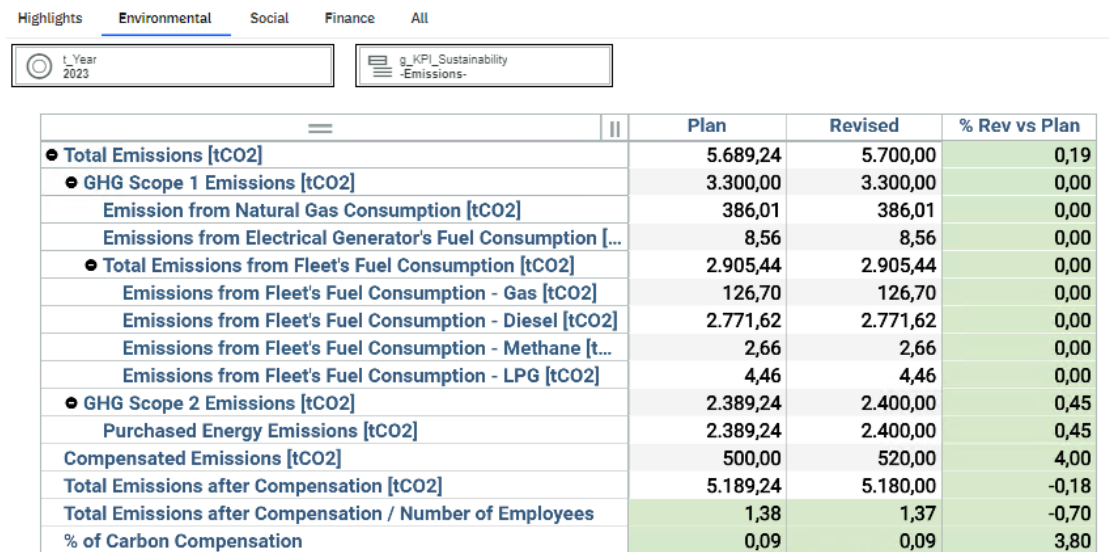 Highlights Environmental Social Finance All
t_Year
2023
g_KPI_Sustainability
-Emissions-
Plan Revised % Rev vs Plan
Total Emissions [tCO2] 5.689,24 5.700,00 0,19
GHG Scope 1 Emissions [tCO2] 3.300,00 3.300,00 0,00
Emission from Natural Gas Consumption [tCO2] 386,01 386,01 0,00
Emissions from Electrical Generator's Fuel Consumption [... 8,56 8,56 0,00
Total Emissions from Fleet's Fuel Consumption [tCO2] 2.905,44 2.905,44 0,00
Emissions from Fleet's Fuel Consumption - Gas [tCO2] 126,70 126,70 0,00
Emissions from Fleet's Fuel Consumption - Diesel [tCO2] 2.771,62 2.771,62 0,00
Emissions from Fleet's Fuel Consumption - Methane [t... 2,66 2,66 0,00
Emissions from Fleet's Fuel Consumption - LPG [tCO2] 4,46 4,46 0,00
GHG Scope 2 Emissions [tCO2] 2.389,24 2.400,00 0,45
Purchased Energy Emissions [tCO2] 2.389,24 2.400,00 0,45
Compensated Emissions [tCO2] 500,00 520,00 4,00
Total Emissions after Compensation [tCO2] 5.189,24 5.180,00 -0,18
Total Emissions after Compensation / Number of Employees 1,38 1,37 -0,70
% of Carbon Compensation 0,09 0,09 3,80